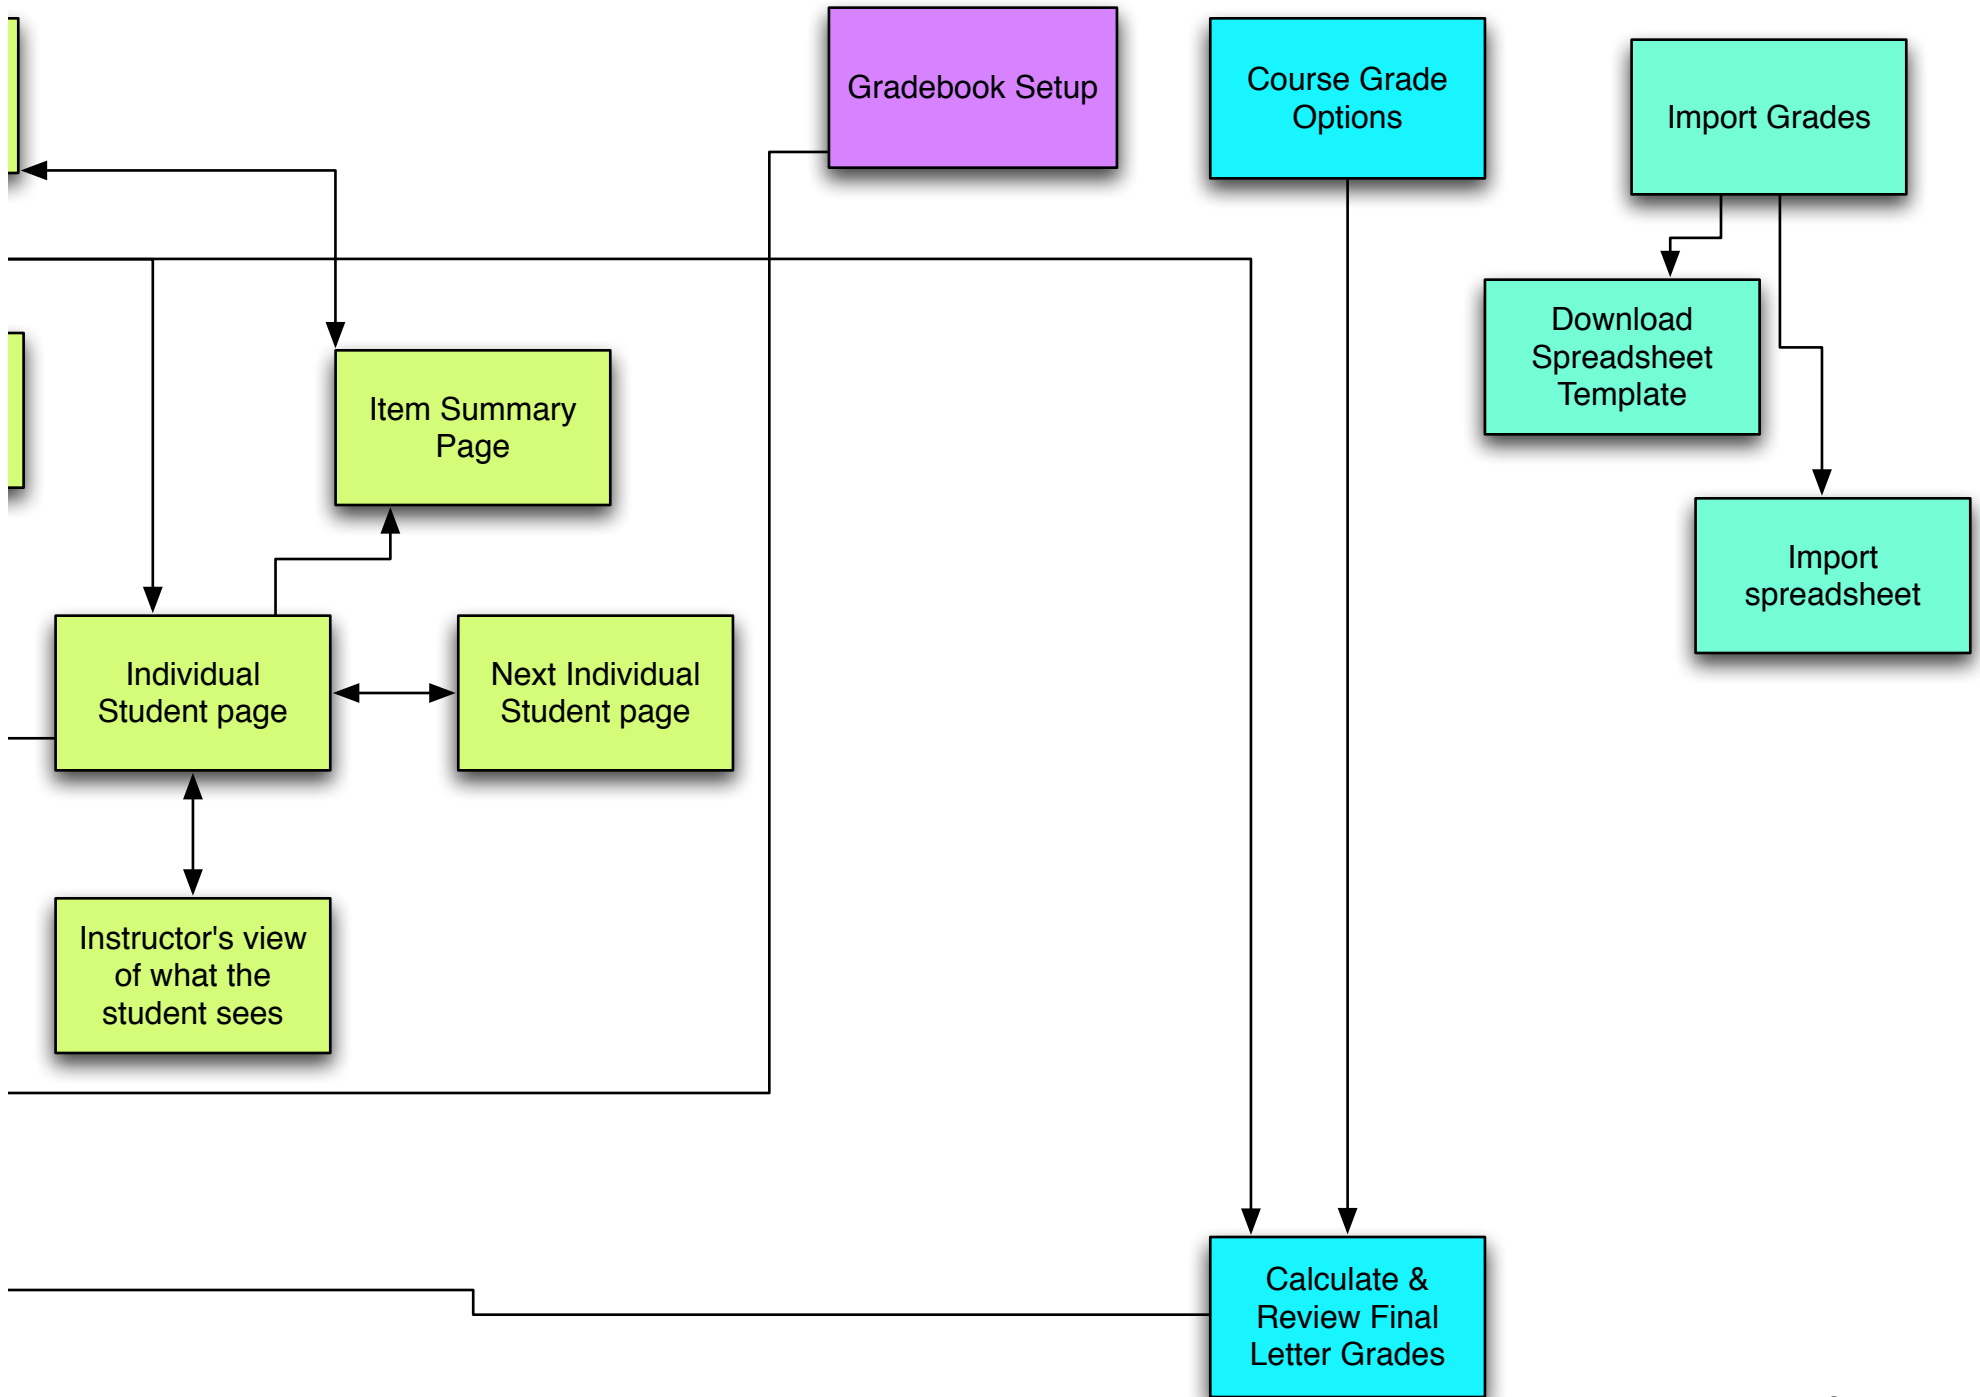 Gradebook Setup
Course Grade
Options
Import Grades
Download
Spreadsheet
Template
Item Summary
Page
Import
spreadsheet
Individual
Student page
Next Individual
Student page
Instructor's view
of what the
student sees
Calculate &
Review Final
Letter Grades